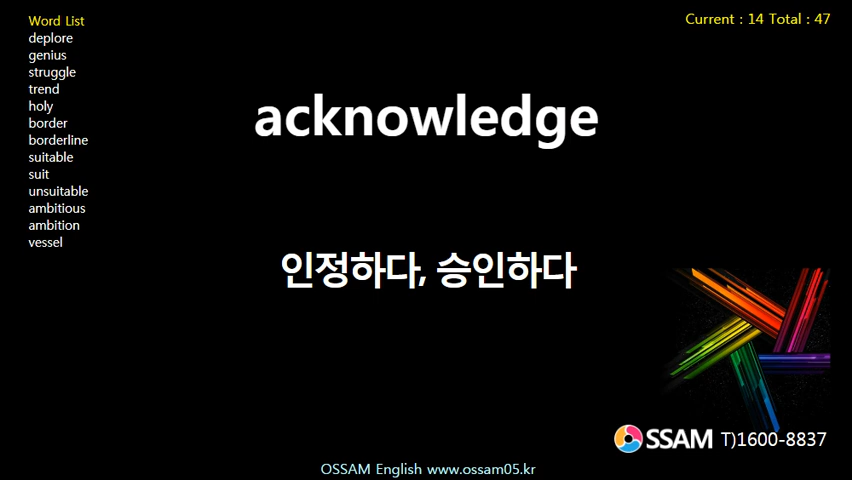 Word List
deplore
genius
struggle
trend
holy
border
borderline
suitable
suit
unsuitable
ambitious
ambition
vessel
Current : 14 Total : 47
acknowledge
인정하다, 승인하다
OSSAM T)1600-8837
OSSAM English www.ossam05.kr